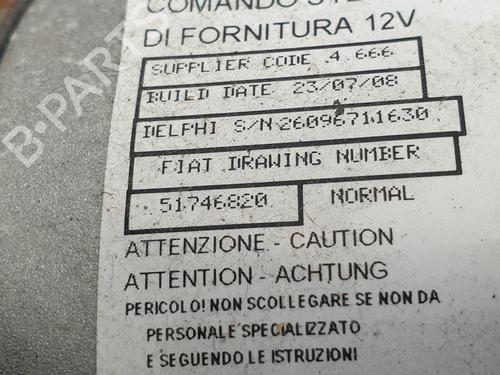 COMANDO
DI FORNITURA 12V
SUPPLIER CODE 4.666
BUILD DATE 23/07/08
DELPHI S/N 26096711630
FIAT DRAWING NUMBER
51746820 NORMAL
ATTENZIONE - CAUTION
ATTENTION - ACHTUNG
PERICOLO! NON SCOLLEGARE SE NON DA
PERSONALE SPECIALIZZATO
E SEGUENDO LE ISTRUZIONI
B-PARTS